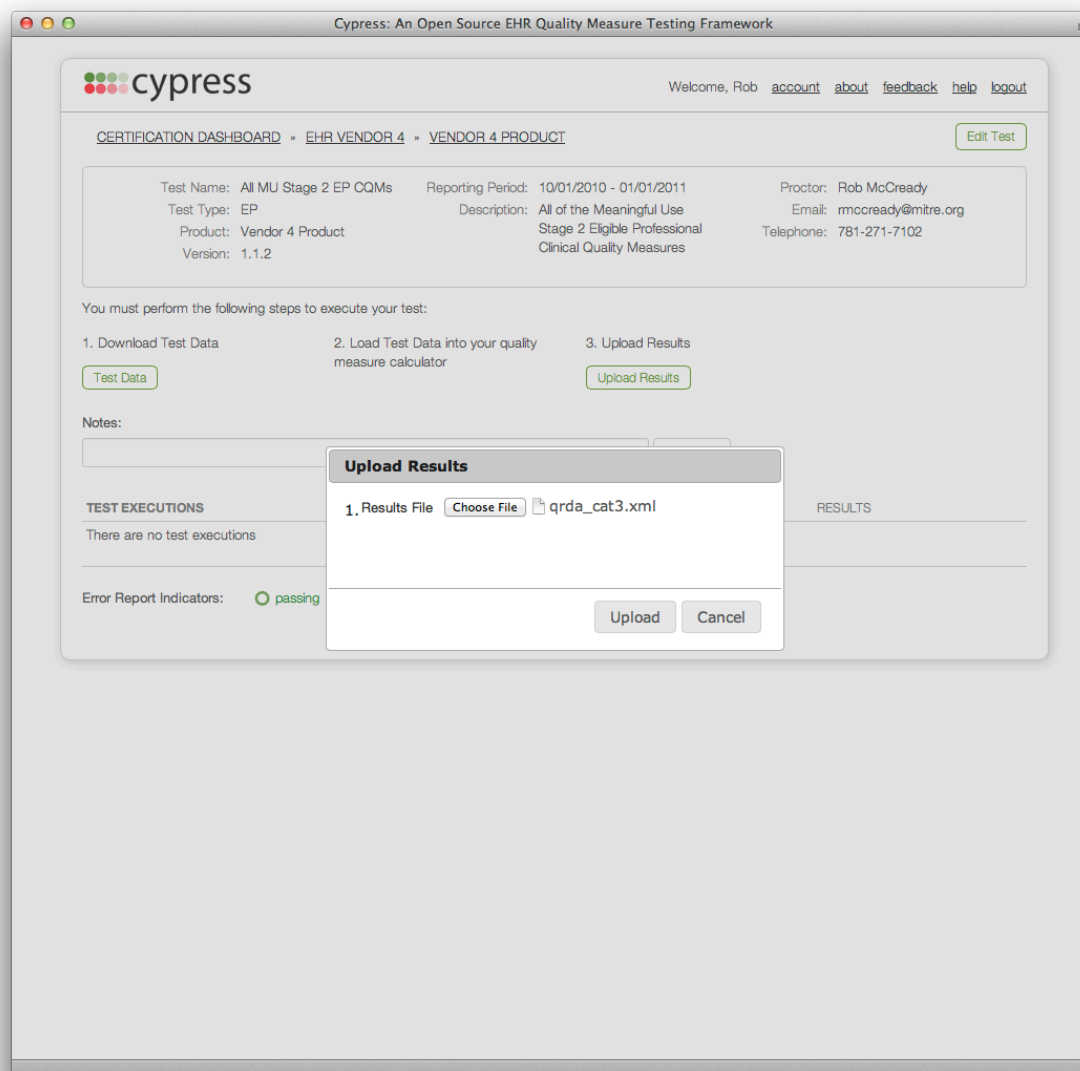 Cypress: An Open Source EHR Quality Measure Testing Framework
cypress
Welcome, Rob account about feedback help logout
CERTIFICATION DASHBOARD » EHR VENDOR 4 » VENDOR 4 PRODUCT
Edit Test
Test Name: All MU Stage 2 EP CQMs
Test Type: EP
Product: Vendor 4 Product
Version: 1.1.2
Reporting Period: 10/01/2010 - 01/01/2011
Description: All of the Meaningful Use
Stage 2 Eligible Professional
Clinical Quality Measures
Proctor: Rob McCready
Email: rmccready@mitre.org
Telephone: 781-271-7102
You must perform the following steps to execute your test:
1. Download Test Data
Test Data
2. Load Test Data into your quality
measure calculator
3. Upload Results
Upload Results
Notes:
Upload Results
1. Results File Choose File qrda_cat3.xml
Upload Cancel
TEST EXECUTIONS RESULTS
There are no test executions
Error Report Indicators: passing